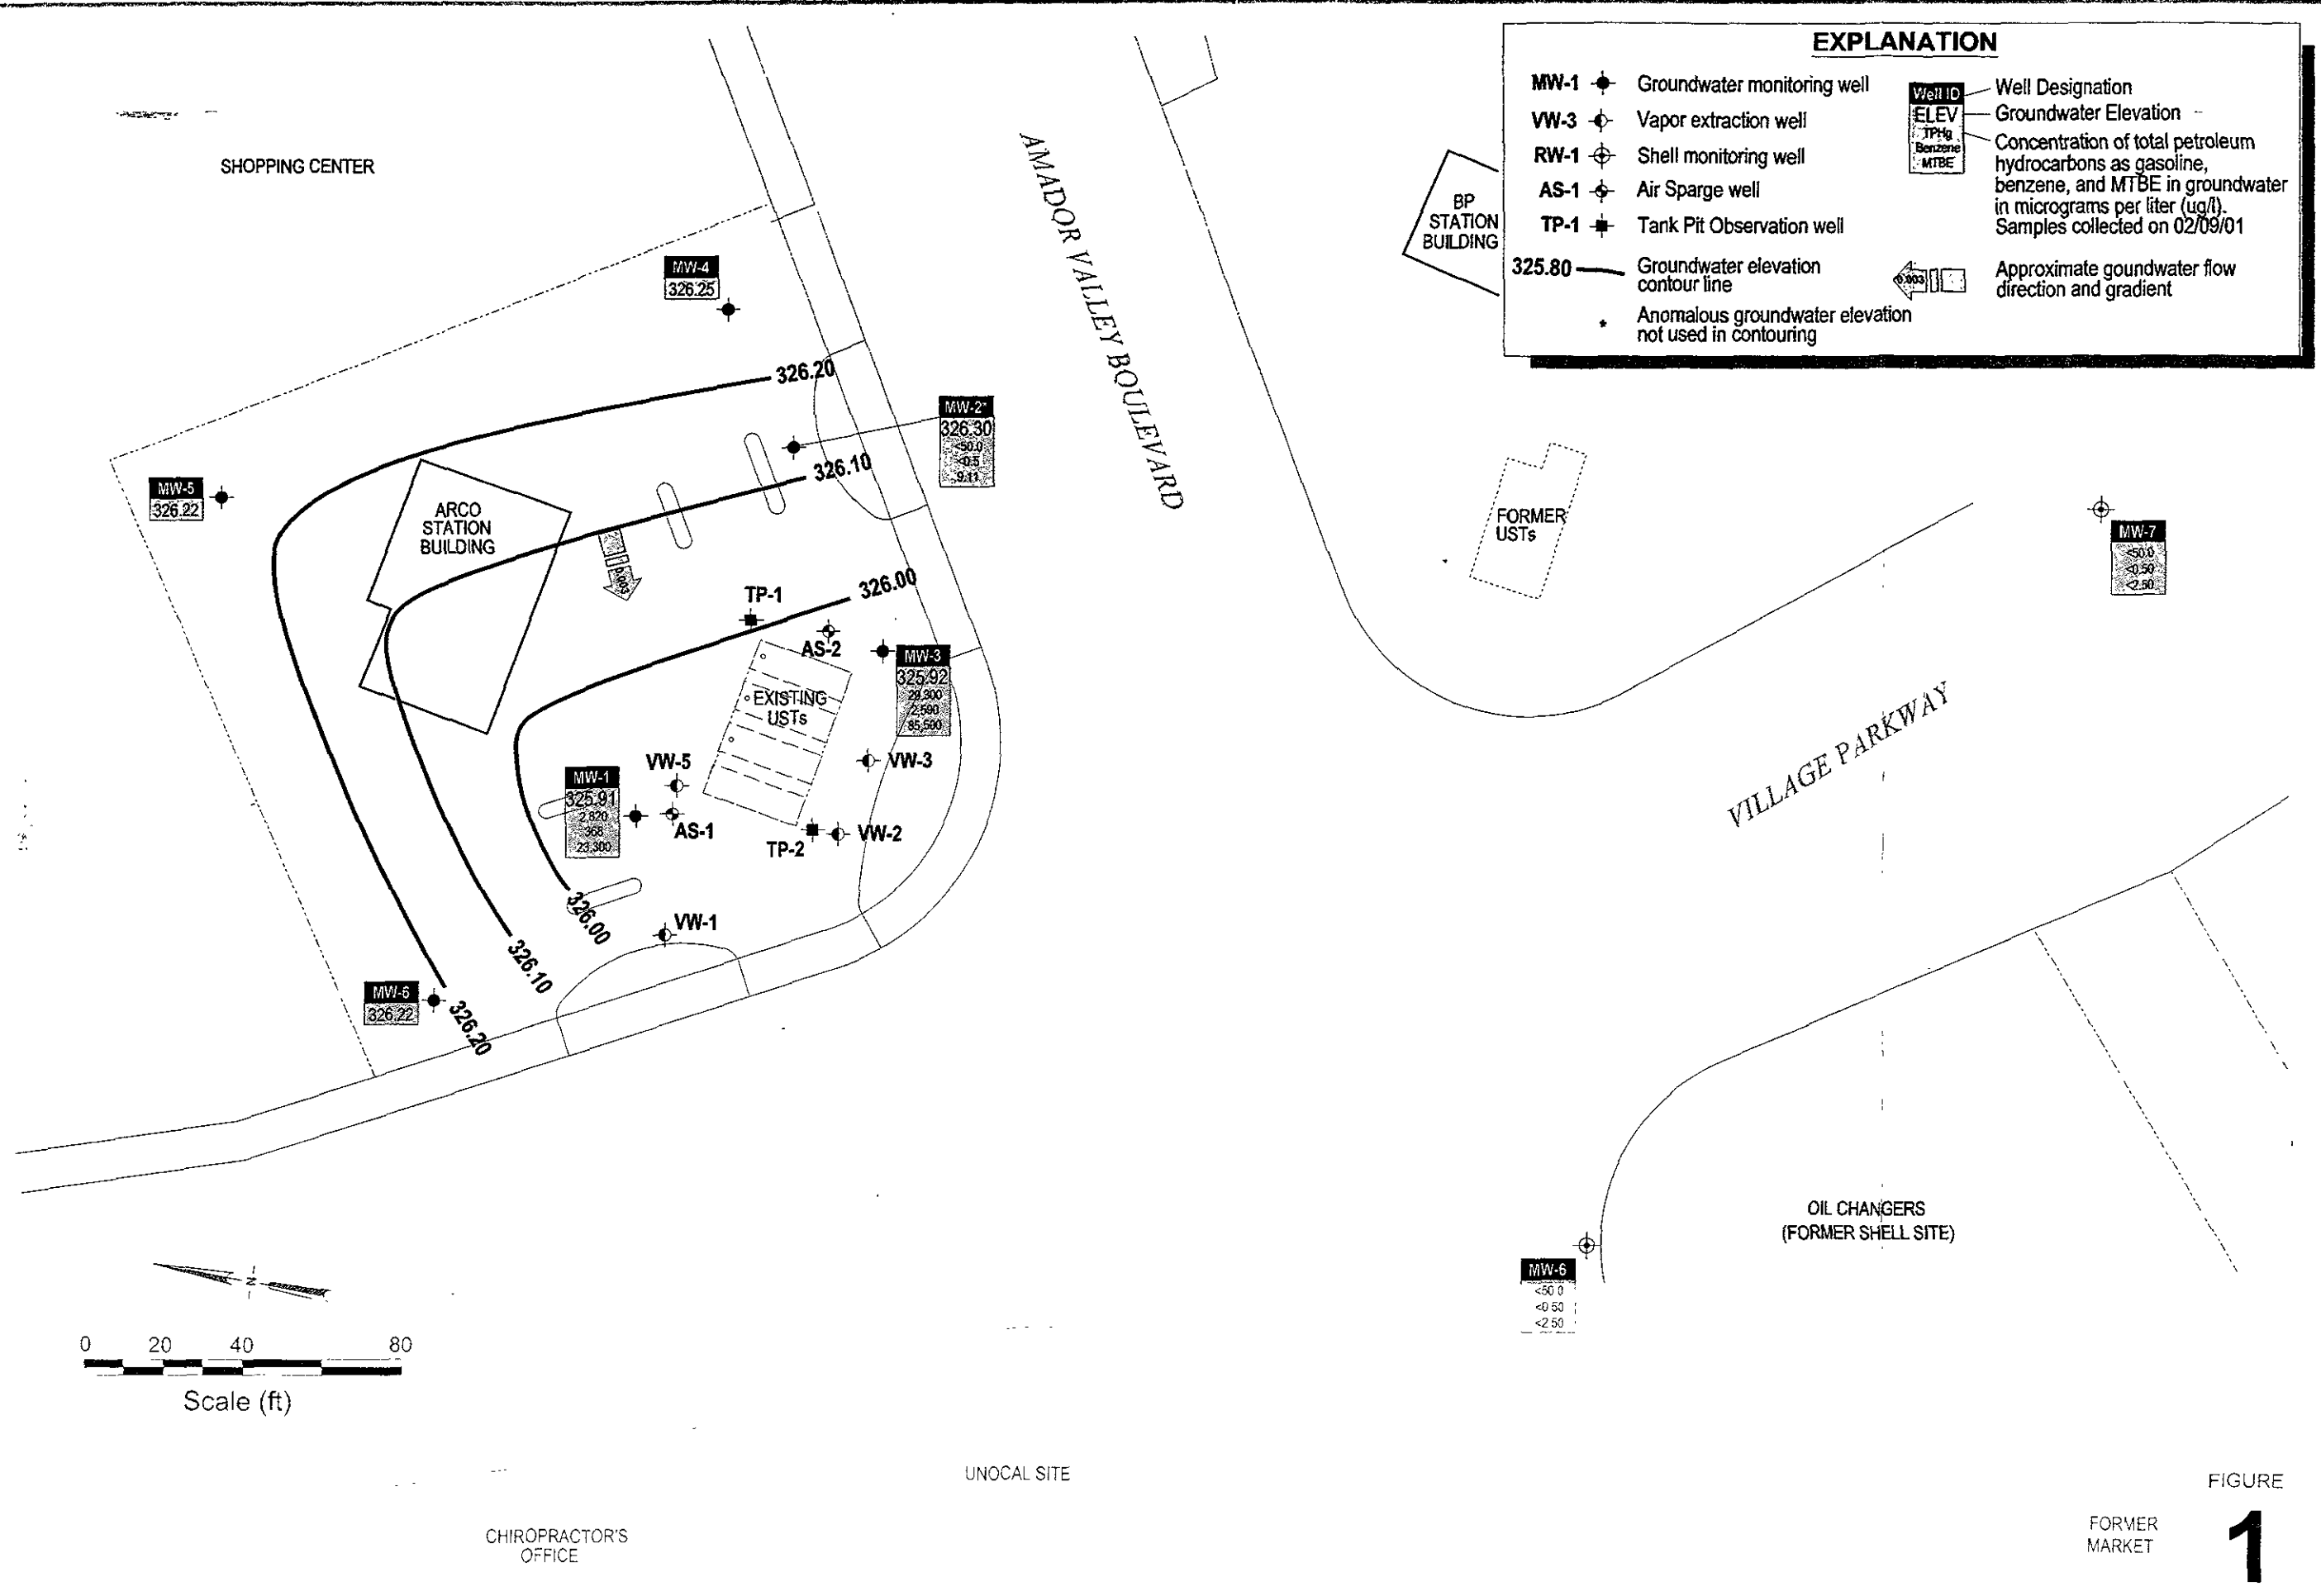 EXPLANATION
MW-1
Groundwater monitoring well
VW-3
Vapor extraction well
RW-1
Shell monitoring well
AS-1
Air Sparge well
TP-1
Tank Pit Observation well
325.80
Groundwater elevation
contour line
*
Anomalous groundwater elevation
not used in contouring
Well ID
ELEV
TPHg
Benzene
MTBE
Well Designation
Groundwater Elevation
Concentration of total petroleum
hydrocarbons as gasoline,
benzene, and MTBE in groundwater
in micrograms per liter (ug/l).
Samples collected on 02/09/01
0.003
Approximate goundwater flow
direction and gradient
SHOPPING CENTER
AMADOR VALLEY BOULEVARD
BP
STATION
BUILDING
MW-4
326.25
326.20
MW-2*
326.30
<50.0
<0.5
9.11
326.10
MW-5
326.22
ARCO
STATION
BUILDING
0.003
FORMER
USTs
MW-7
<50.0
<0.50
<2.50
326.00
TP-1
AS-2
MW-3
325.92
29,300
2,590
85,500
EXISTING
USTs
VW-3
VW-5
MW-1
325.91
2,820
368
23,300
AS-1
TP-2
VW-2
VILLAGE PARKWAY
326.00
VW-1
326.10
MW-6
326.22
326.20
OIL CHANGERS
(FORMER SHELL SITE)
MW-6
<50.0
<0.50
<2.50
N
0 20 40 80
Scale (ft)
UNOCAL SITE
CHIROPRACTOR'S
OFFICE
FORMER
MARKET
FIGURE
1